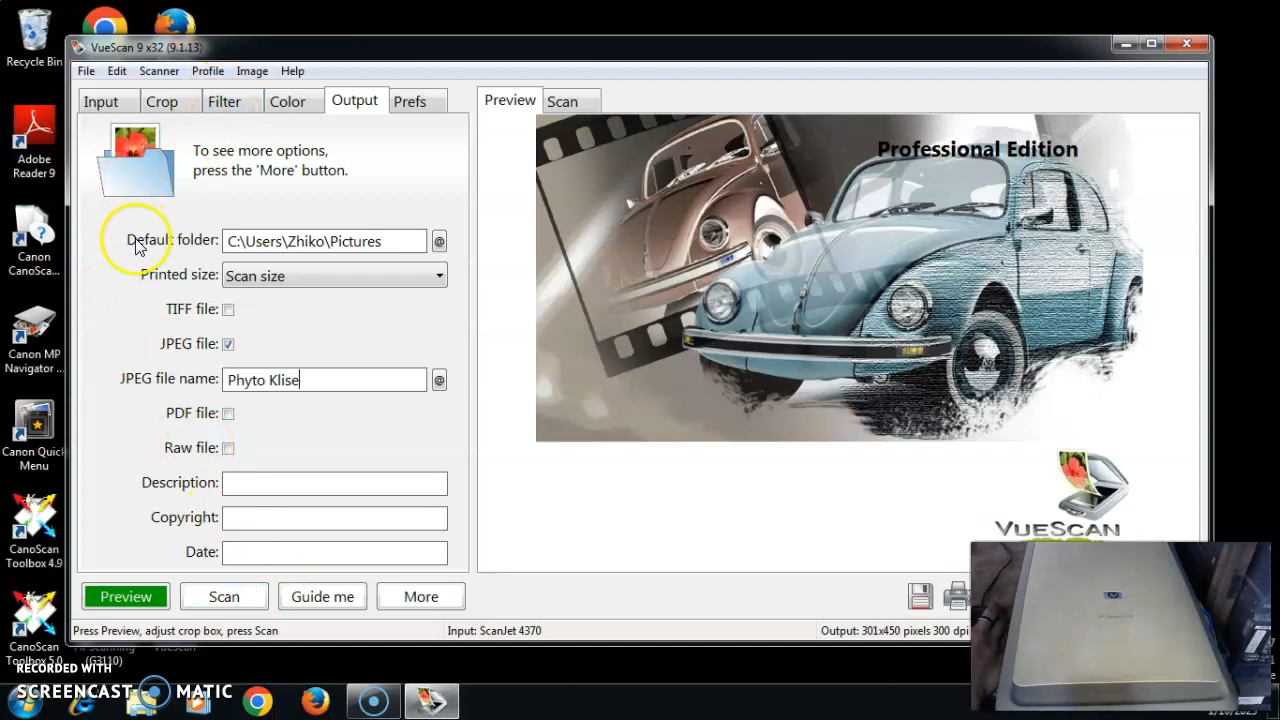 Recycle Bin
Adobe
Reader 9
Canon
CanoSca...
Canon MP
Navigator ...
Canon Quick
Menu
CanoScan
Toolbox 4.9
CanoScan
Toolbox 5.0
VueScan 9 x32 (9.1.13)
File Edit Scanner Profile Image Help
Input Crop Filter Color Output Prefs
Preview Scan
To see more options,
press the 'More' button.
Default folder: C:\Users\Zhiko\Pictures @
Printed size: Scan size
TIFF file:
JPEG file:
JPEG file name: Phyto Klise @
PDF file:
Raw file:
Description:
Copyright:
Date:
Professional Edition
VUESCAN
Preview Scan Guide me More
Press Preview, adjust crop box, press Scan Input: ScanJet 4370 Output: 301x450 pixels 300 dpi
(G3110)
RECORDED WITH
SCREENCAST MATIC
hp